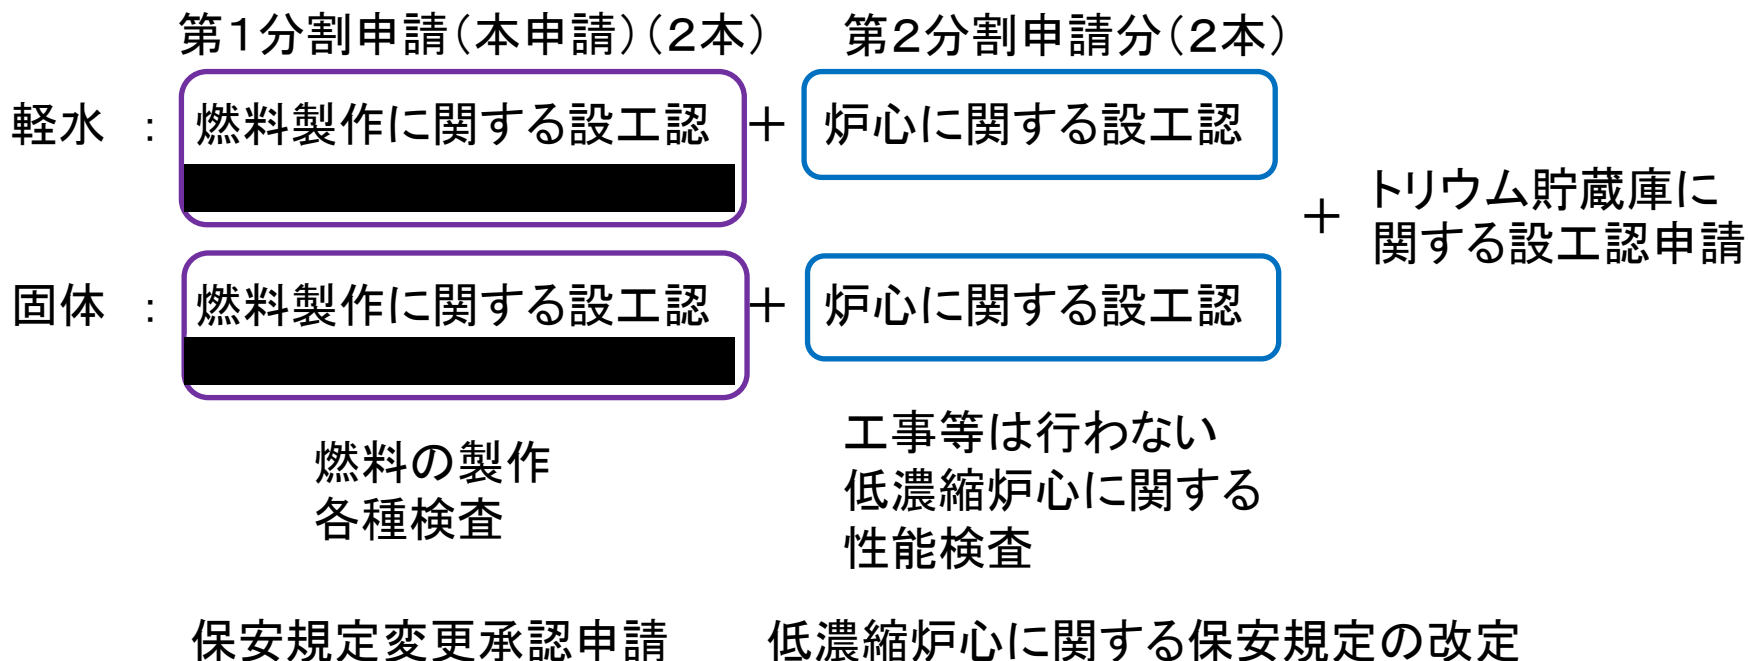 第1分割申請（本申請）（2本）　第2分割申請分（2本）
軽水　：　燃料製作に関する設工認　＋　炉心に関する設工認
＋　トリウム貯蔵庫に
関する設工認申請
固体　：　燃料製作に関する設工認　＋　炉心に関する設工認
燃料の製作
各種検査
工事等は行わない
低濃縮炉心に関する
性能検査
保安規定変更承認申請　低濃縮炉心に関する保安規定の改定